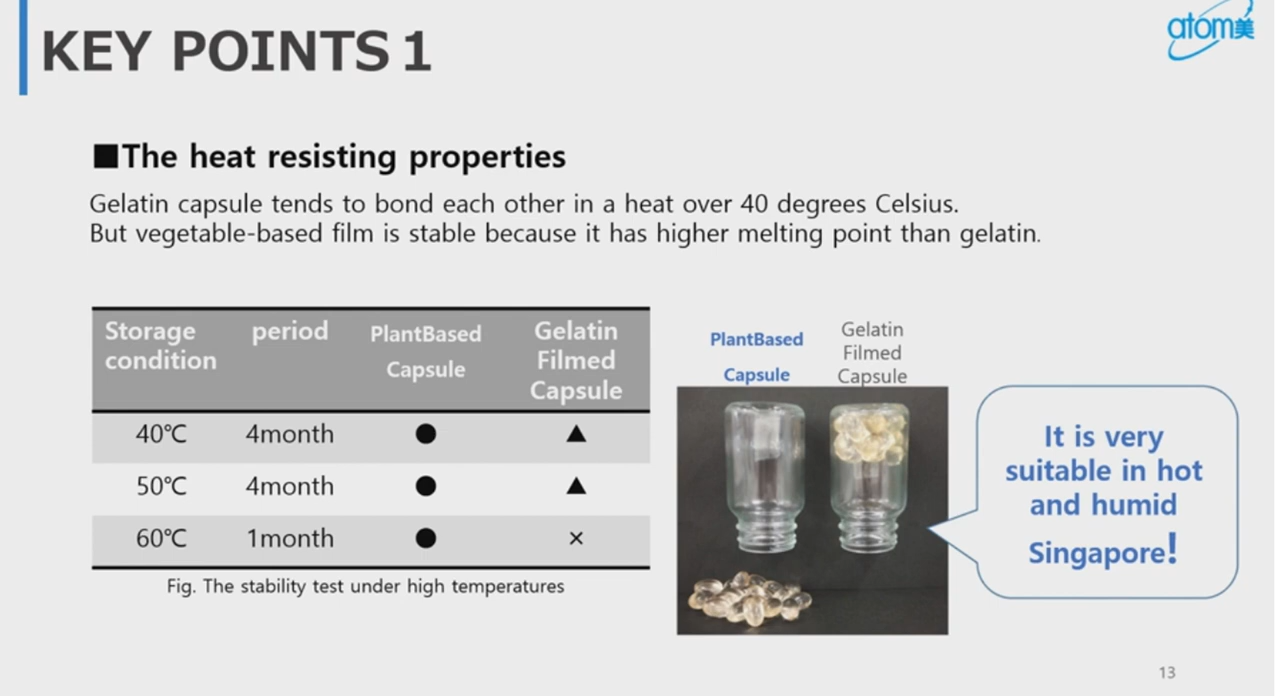 KEY POINTS 1
atom美
■The heat resisting properties
Gelatin capsule tends to bond each other in a heat over 40 degrees Celsius.
But vegetable-based film is stable because it has higher melting point than gelatin.
Storage condition period PlantBased Capsule Gelatin Filmed Capsule
40℃ 4month ● ▲
50℃ 4month ● ▲
60℃ 1month ● ×
Fig. The stability test under high temperatures
PlantBased
Capsule
Gelatin
Filmed
Capsule
It is very
suitable in hot
and humid
Singapore!
13